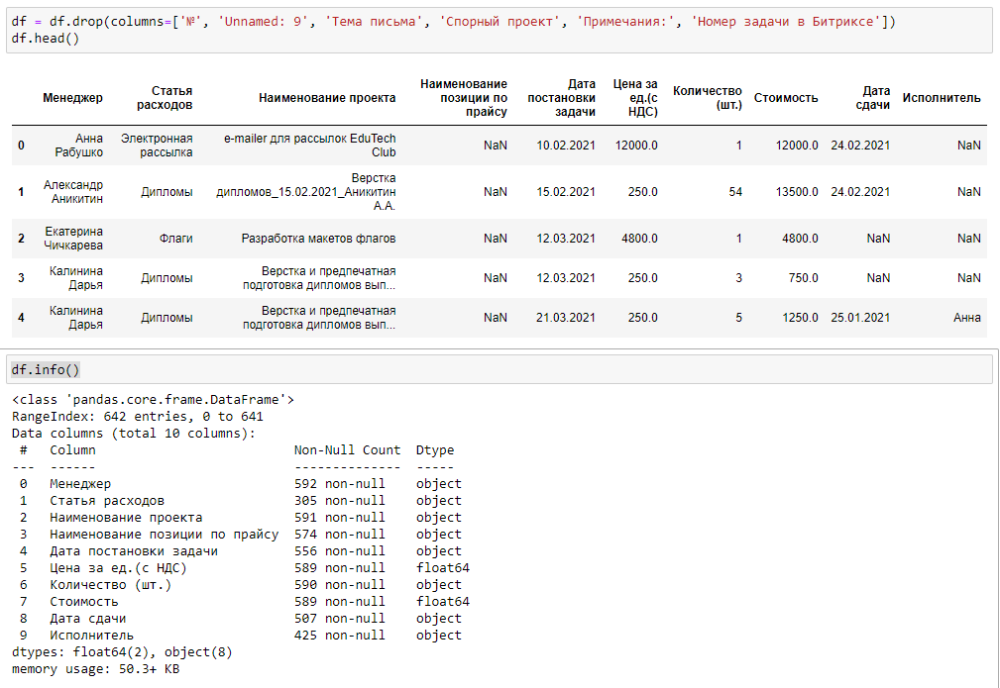 df = df.drop(columns=['№', 'Unnamed: 9', 'Тема письма', 'Спорный проект', 'Примечания:', 'Номер задачи в Битриксе'])
df.head()
Менеджер Статья расходов Наименование проекта Наименование позиции по прайсу Дата постановки задачи Цена за ед.(с НДС) Количество (шт.) Стоимость Дата сдачи Исполнитель
0 Анна Рабушко Электронная рассылка e-mailer для рассылок EduTech Club NaN 10.02.2021 12000.0 1 12000.0 24.02.2021 NaN
1 Александр Аникитин Дипломы Верстка дипломов_15.02.2021_Аникитин А.А. NaN 15.02.2021 250.0 54 13500.0 24.02.2021 NaN
2 Екатерина Чичкарева Флаги Разработка макетов флагов NaN 12.03.2021 4800.0 1 4800.0 NaN NaN
3 Калинина Дарья Дипломы Верстка и предпечатная подготовка дипломов вып... NaN 12.03.2021 250.0 3 750.0 NaN NaN
4 Калинина Дарья Дипломы Верстка и предпечатная подготовка дипломов вып... NaN 21.03.2021 250.0 5 1250.0 25.01.2021 Анна
df.info()
<class 'pandas.core.frame.DataFrame'>
RangeIndex: 642 entries, 0 to 641
Data columns (total 10 columns):
# Column Non-Null Count Dtype
--- ------ -------------- -----
0 Менеджер 592 non-null object
1 Статья расходов 305 non-null object
2 Наименование проекта 591 non-null object
3 Наименование позиции по прайсу 574 non-null object
4 Дата постановки задачи 556 non-null object
5 Цена за ед.(с НДС) 589 non-null float64
6 Количество (шт.) 590 non-null object
7 Стоимость 589 non-null float64
8 Дата сдачи 507 non-null object
9 Исполнитель 425 non-null object
dtypes: float64(2), object(8)
memory usage: 50.3+ KB